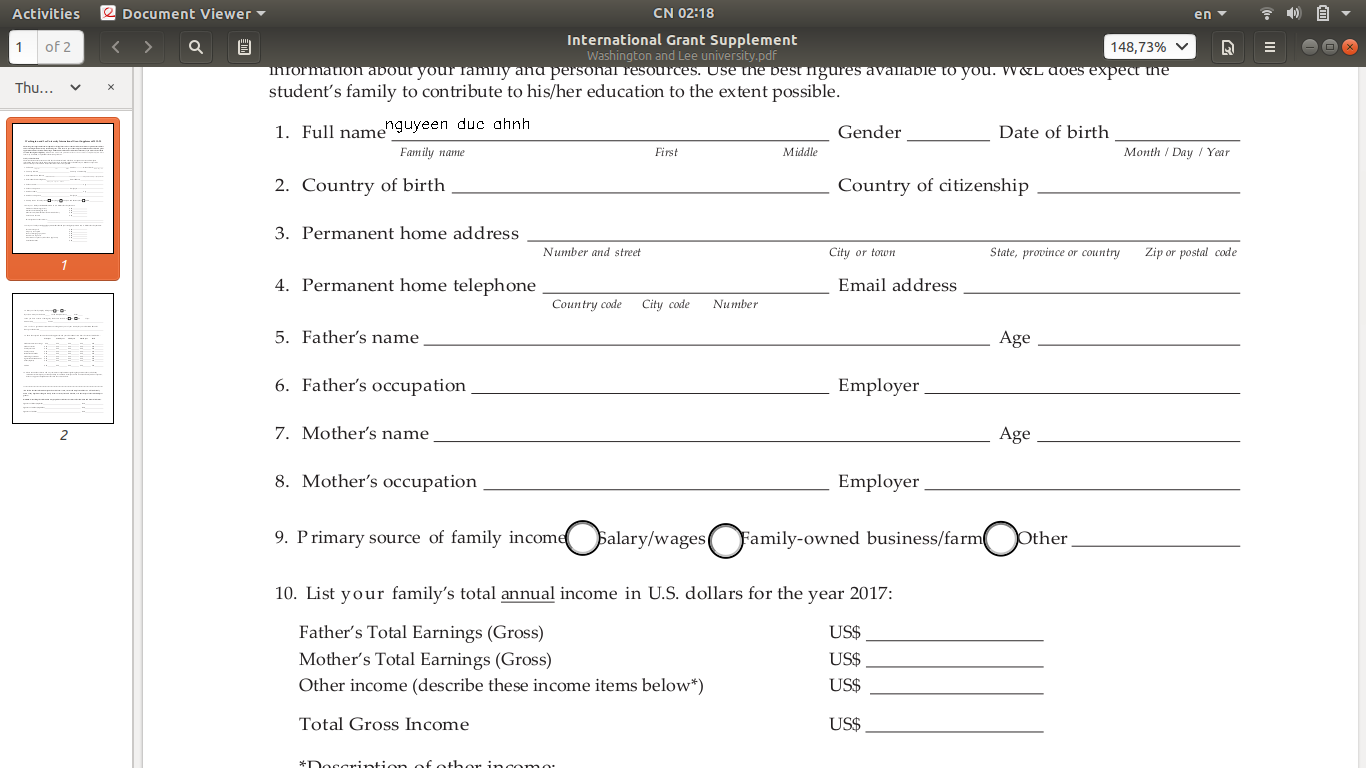 Activities Document Viewer CN 02:18 en
1 of 2 International Grant Supplement 148,73%
Washington and Lee university.pdf
Thu...
information about your family and personal resources. Use the best figures available to you. W&L does expect the
student's family to contribute to his/her education to the extent possible.
1. Full name nguyeen duc ahnh Gender Date of birth
Family name First Middle Month / Day / Year
2. Country of birth Country of citizenship
3. Permanent home address
Number and street City or town State, province or country Zip or postal code
4. Permanent home telephone Email address
Country code City code Number
5. Father's name Age
6. Father's occupation Employer
7. Mother's name Age
8. Mother's occupation Employer
9. Primary source of family income Salary/wages Family-owned business/farm Other
10. List your family's total annual income in U.S. dollars for the year 2017:
Father's Total Earnings (Gross) US$
Mother's Total Earnings (Gross) US$
Other income (describe these income items below*) US$
Total Gross Income US$
*Description of other income:
1
2